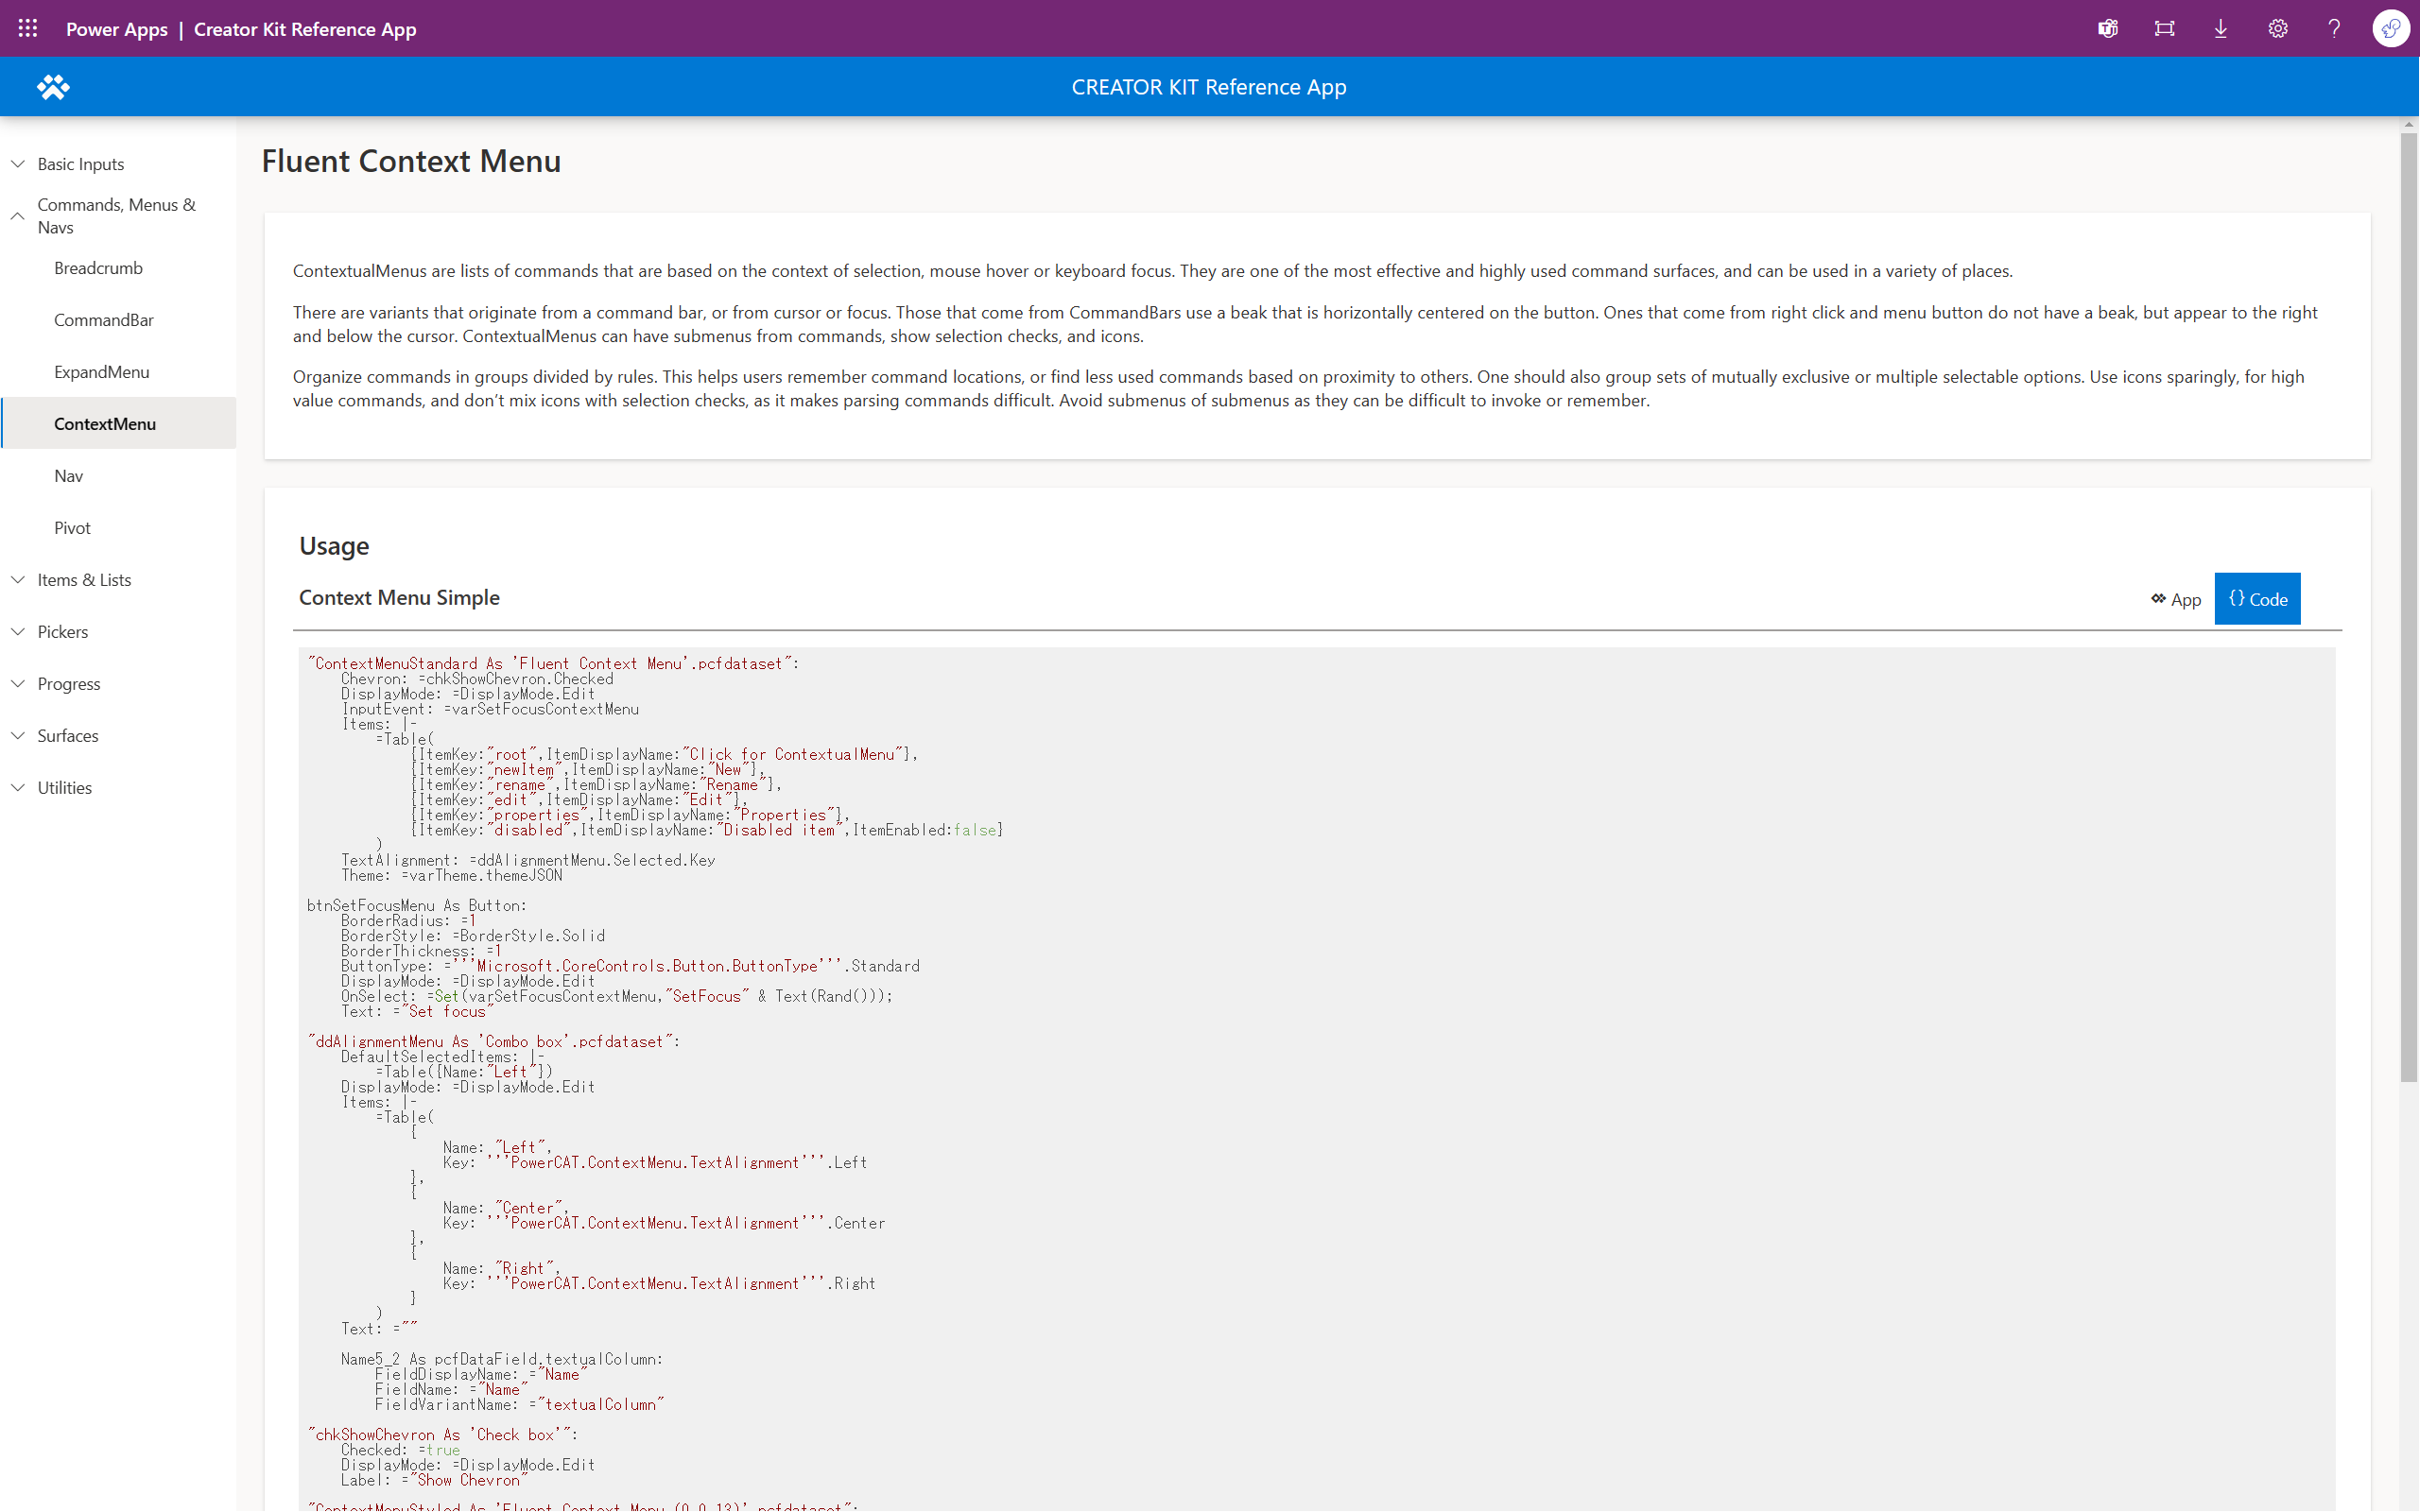 Power Apps | Creator Kit Reference App
CREATOR KIT Reference App
Basic Inputs
Commands, Menus &
Navs
Breadcrumb
CommandBar
ExpandMenu
ContextMenu
Nav
Pivot
Items & Lists
Pickers
Progress
Surfaces
Utilities
Fluent Context Menu
ContextualMenus are lists of commands that are based on the context of selection, mouse hover or keyboard focus. They are one of the most effective and highly used command surfaces, and can be used in a variety of places.
There are variants that originate from a command bar, or from cursor or focus. Those that come from CommandBars use a beak that is horizontally centered on the button. Ones that come from right click and menu button do not have a beak, but appear to the right
and below the cursor. ContextualMenus can have submenus from commands, show selection checks, and icons.
Organize commands in groups divided by rules. This helps users remember command locations, or find less used commands based on proximity to others. One should also group sets of mutually exclusive or multiple selectable options. Use icons sparingly, for high
value commands, and don’t mix icons with selection checks, as it makes parsing commands difficult. Avoid submenus of submenus as they can be difficult to invoke or remember.
Usage
Context Menu Simple
App
{} Code
"ContextMenuStandard As 'Fluent Context Menu'.pcfdataset":
    Chevron: =chkShowChevron.Checked
    DisplayMode: =DisplayMode.Edit
    InputEvent: =varSetFocusContextMenu
    Items: |-
        =Table(
            {ItemKey:"root",ItemDisplayName:"Click for ContextualMenu"},
            {ItemKey:"newItem",ItemDisplayName:"New"},
            {ItemKey:"rename",ItemDisplayName:"Rename"},
            {ItemKey:"edit",ItemDisplayName:"Edit"},
            {ItemKey:"properties",ItemDisplayName:"Properties"},
            {ItemKey:"disabled",ItemDisplayName:"Disabled item",ItemEnabled:false}
        )
    TextAlignment: =ddAlignmentMenu.Selected.Key
    Theme: =varTheme.themeJSON
btnSetFocusMenu As Button:
    BorderRadius: =1
    BorderStyle: =BorderStyle.Solid
    BorderThickness: =1
    ButtonType: ='''Microsoft.CoreControls.Button.ButtonType'''.Standard
    DisplayMode: =DisplayMode.Edit
    OnSelect: =Set(varSetFocusContextMenu,"SetFocus" & Text(Rand()));
    Text: ="Set focus"
"ddAlignmentMenu As 'Combo box'.pcfdataset":
    DefaultSelectedItems: |-
        =Table({Name:"Left"})
    DisplayMode: =DisplayMode.Edit
    Items: |-
        =Table(
            {
                Name: "Left",
                Key: '''PowerCAT.ContextMenu.TextAlignment'''.Left
            },
            {
                Name: "Center",
                Key: '''PowerCAT.ContextMenu.TextAlignment'''.Center
            },
            {
                Name: "Right",
                Key: '''PowerCAT.ContextMenu.TextAlignment'''.Right
            }
        )
    Text: =""
    Name5_2 As pcfDataField.textualColumn:
        FieldDisplayName: ="Name"
        FieldName: ="Name"
        FieldVariantName: ="textualColumn"
"chkShowChevron As 'Check box'":
    Checked: =true
    DisplayMode: =DisplayMode.Edit
    Label: ="Show Chevron"
"ContextMenuStyled As 'Fluent Context Menu (0.0.13)'.pcfdataset":